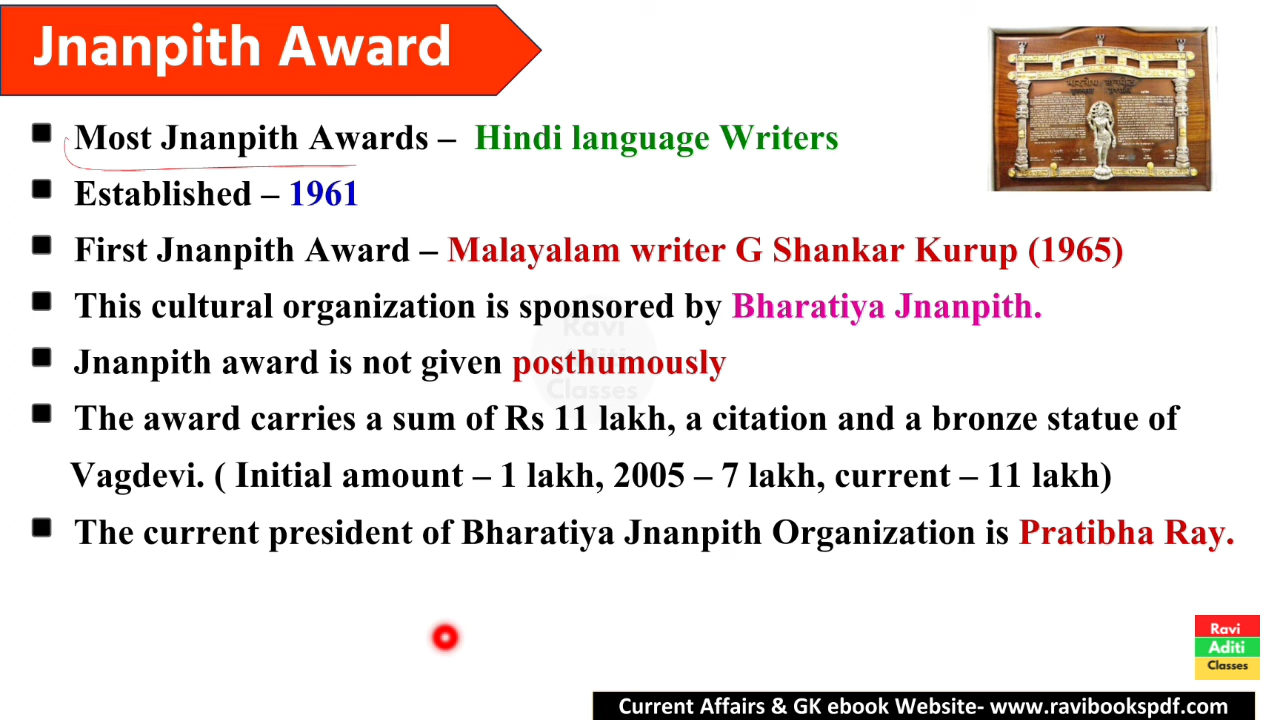 Jnanpith Award
Most Jnanpith Awards – Hindi language Writers
Established – 1961
First Jnanpith Award – Malayalam writer G Shankar Kurup (1965)
This cultural organization is sponsored by Bharatiya Jnanpith.
Jnanpith award is not given posthumously
The award carries a sum of Rs 11 lakh, a citation and a bronze statue of
Vagdevi. ( Initial amount – 1 lakh, 2005 – 7 lakh, current – 11 lakh)
The current president of Bharatiya Jnanpith Organization is Pratibha Ray.
Ravi
Classes
Ravi
Aditi
Classes
Current Affairs & GK ebook Website- www.ravibookspdf.com